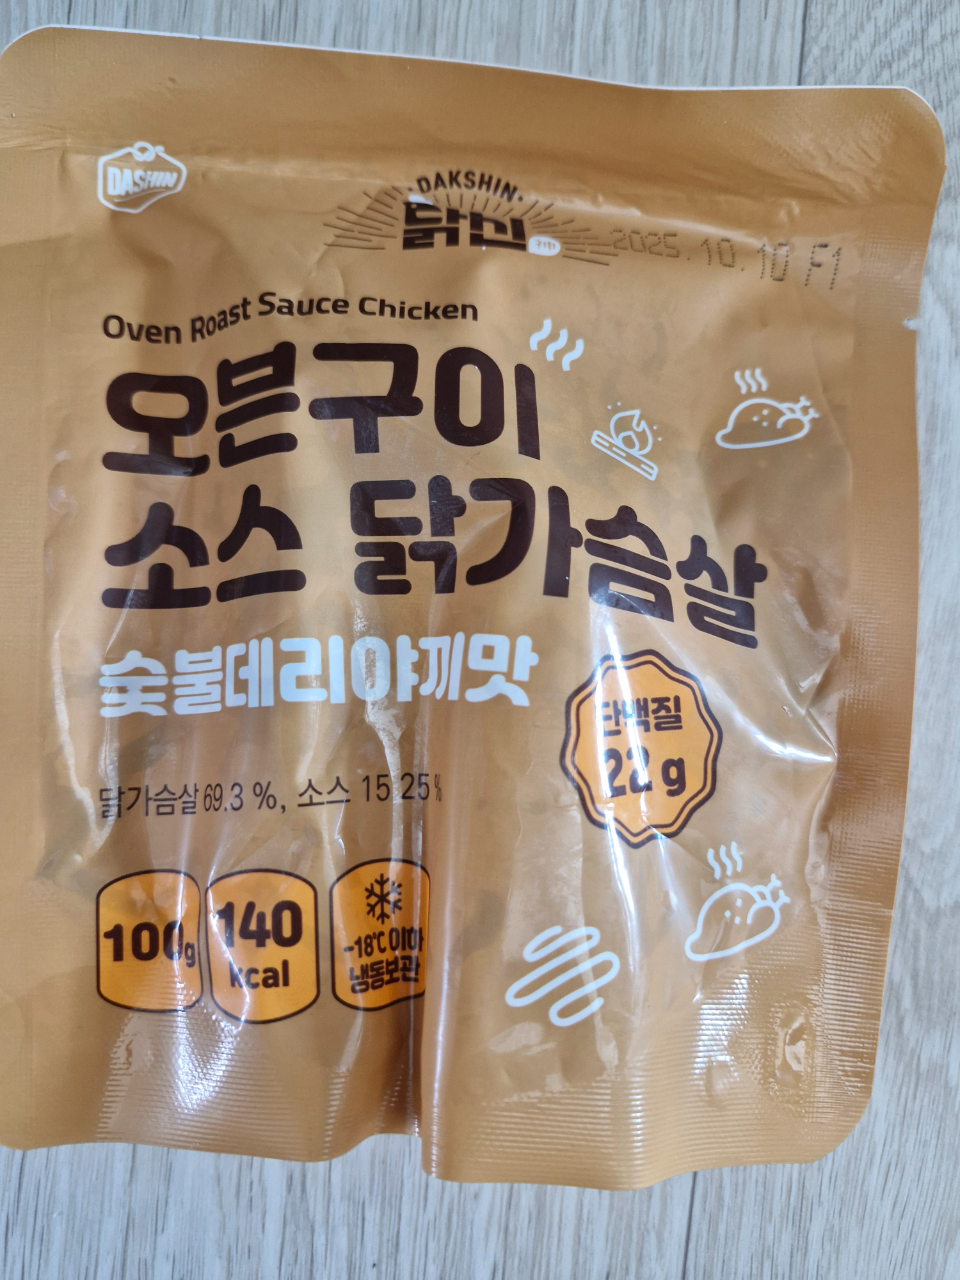 DASHIN
DAKSHIN
닭신
2025.10.10 F1
Oven Roast Sauce Chicken
오븐구이
소스 닭가슴살
숯불데리야끼맛
단백질
22 g
닭가슴살 69.3 %, 소스 15.25%
100g
140
kcal
-18℃ 이하
냉동보관